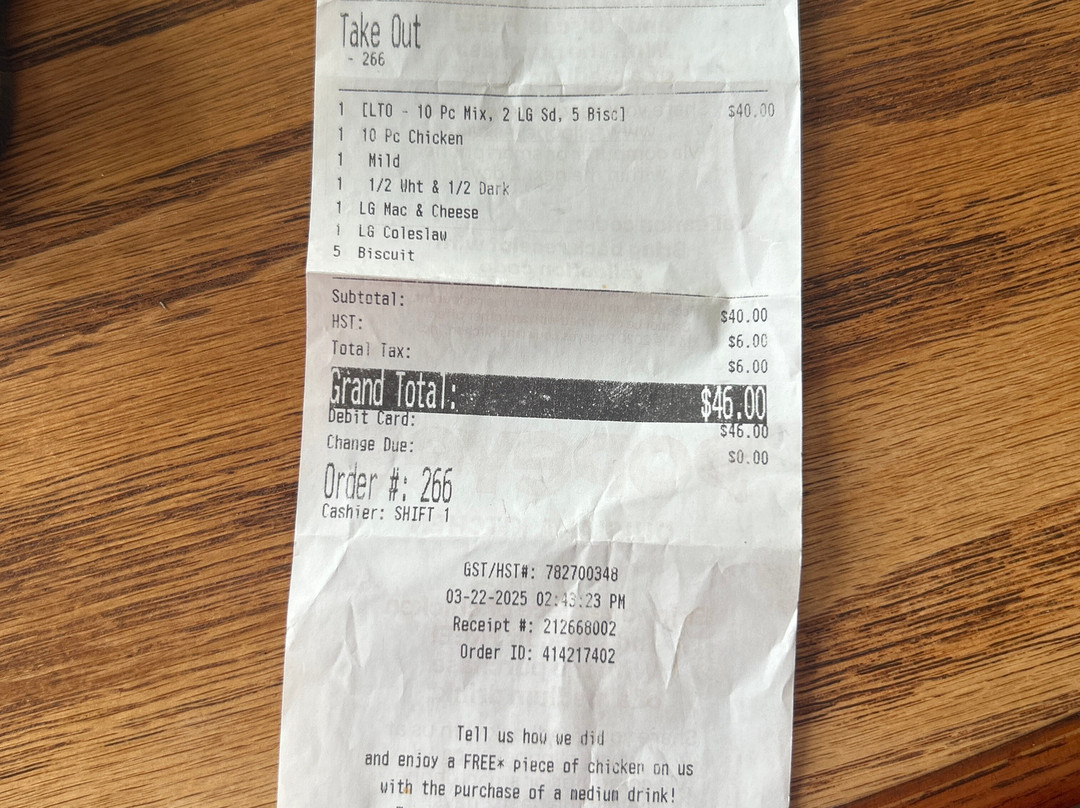 Take Out
- 266
1 [LTO - 10 Pc Mix, 2 LG Sd, 5 Bisc] $40.00
1 10 Pc Chicken
1 Mild
1 1/2 Wht & 1/2 Dark
1 LG Mac & Cheese
1 LG Coleslaw
5 Biscuit
Subtotal: $40.00
HST: $6.00
Total Tax: $6.00
Grand Total: $46.00
Debit Card: $46.00
Change Due: $0.00
Order #: 266
Cashier: SHIFT 1
GST/HST#: 782700348
03-22-2025 02:43:23 PM
Receipt #: 212668002
Order ID: 414217402
Tell us how we did
and enjoy a FREE* piece of chicken on us
with the purchase of a medium drink!